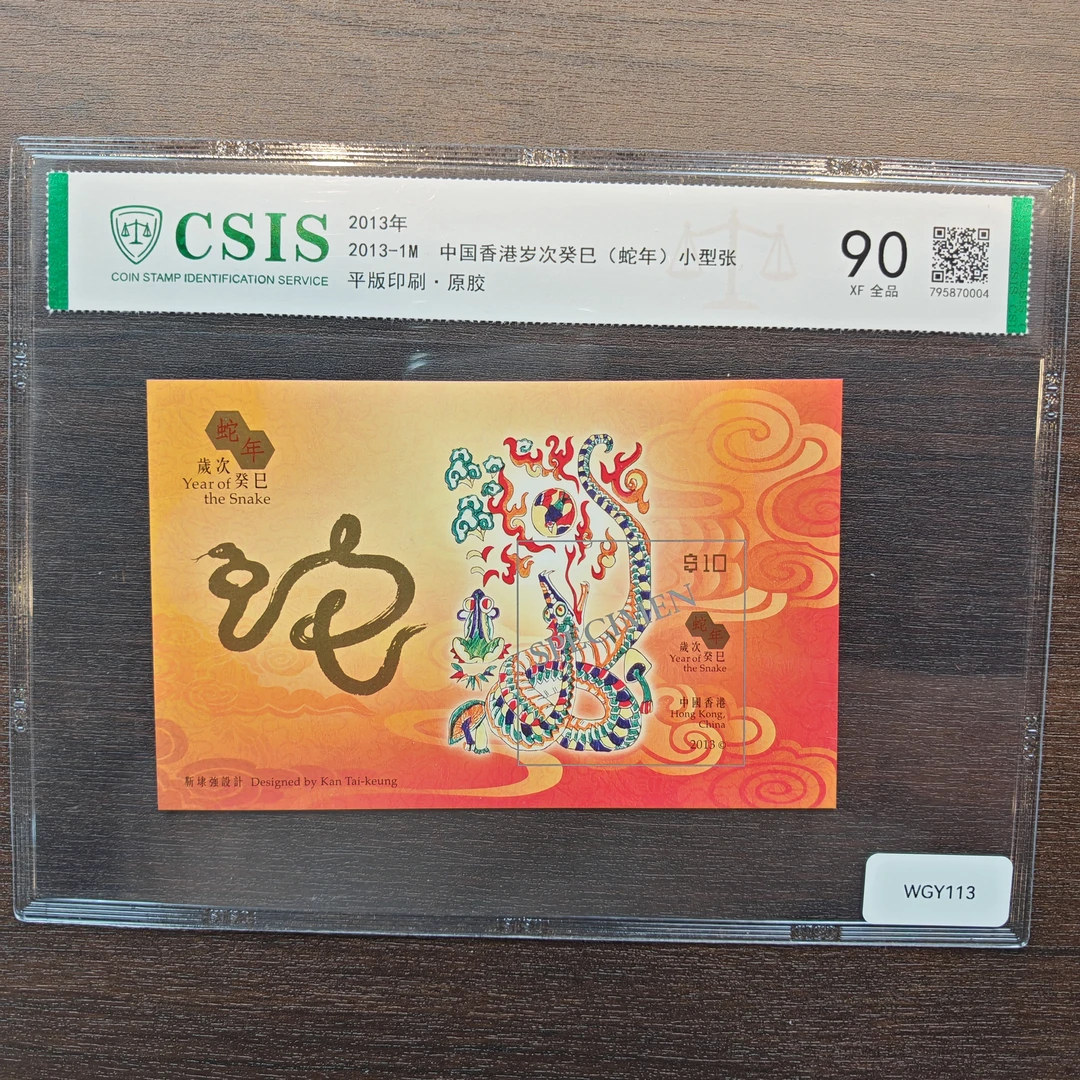 CSIS
COIN STAMP IDENTIFICATION SERVICE
2013年
2013-1M 中国香港岁次癸巳（蛇年）小型张
平版印刷·原胶
90
XF 全品
795870004
蛇年
歲次
Year of 癸巳
the Snake
$10
SPECIMEN
蛇年
歲次
Year of 癸巳
the Snake
中國香港
Hong Kong,
China
2013 ©
靳埭強設計 Designed by Kan Tai-keung
WGY113